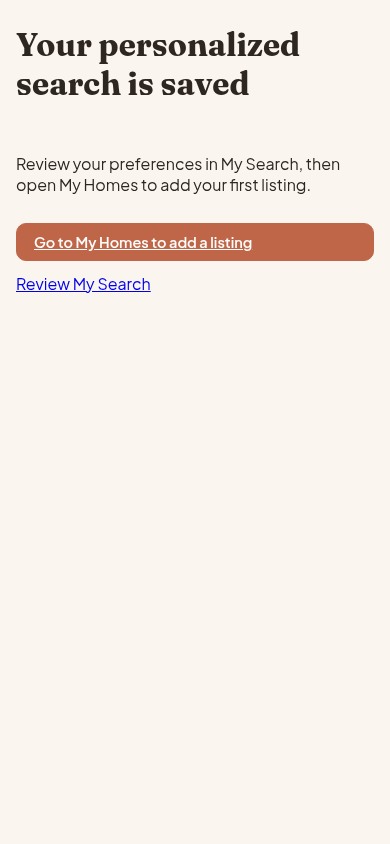 Your personalized
search is saved
Review your preferences in My Search, then
open My Homes to add your first listing.
Go to My Homes to add a listing
Review My Search